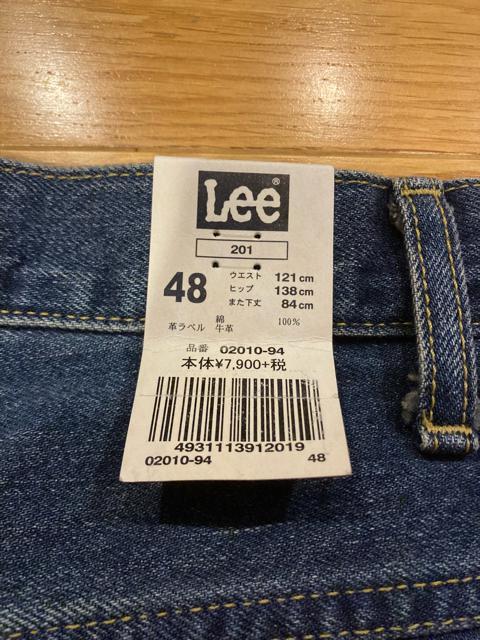 Lee®
201
48
ウエスト 121cm
ヒップ 138cm
また下丈 84cm
綿 100%
革ラベル 牛革
品番 02010-94
本体¥7,900+税
4931113912019
02010-94 48